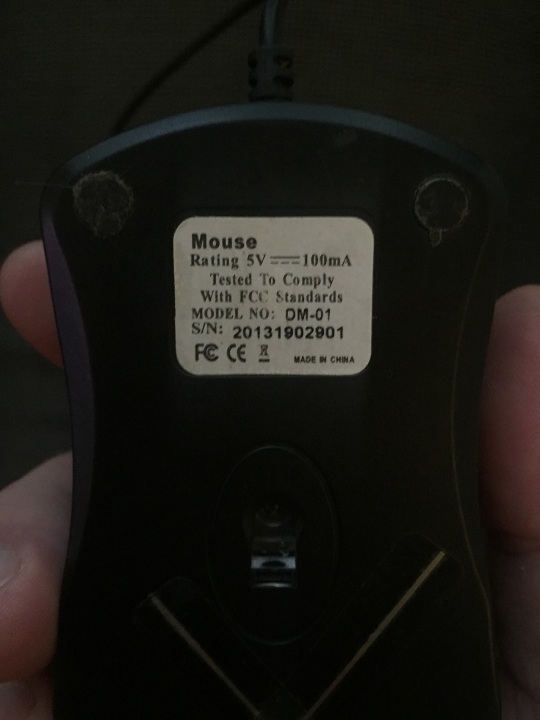 Mouse
Rating 5V 100mA
Tested To Comply
With FCC Standards
MODEL NO: DM-01
S/N: 20131902901
FC CE MADE IN CHINA